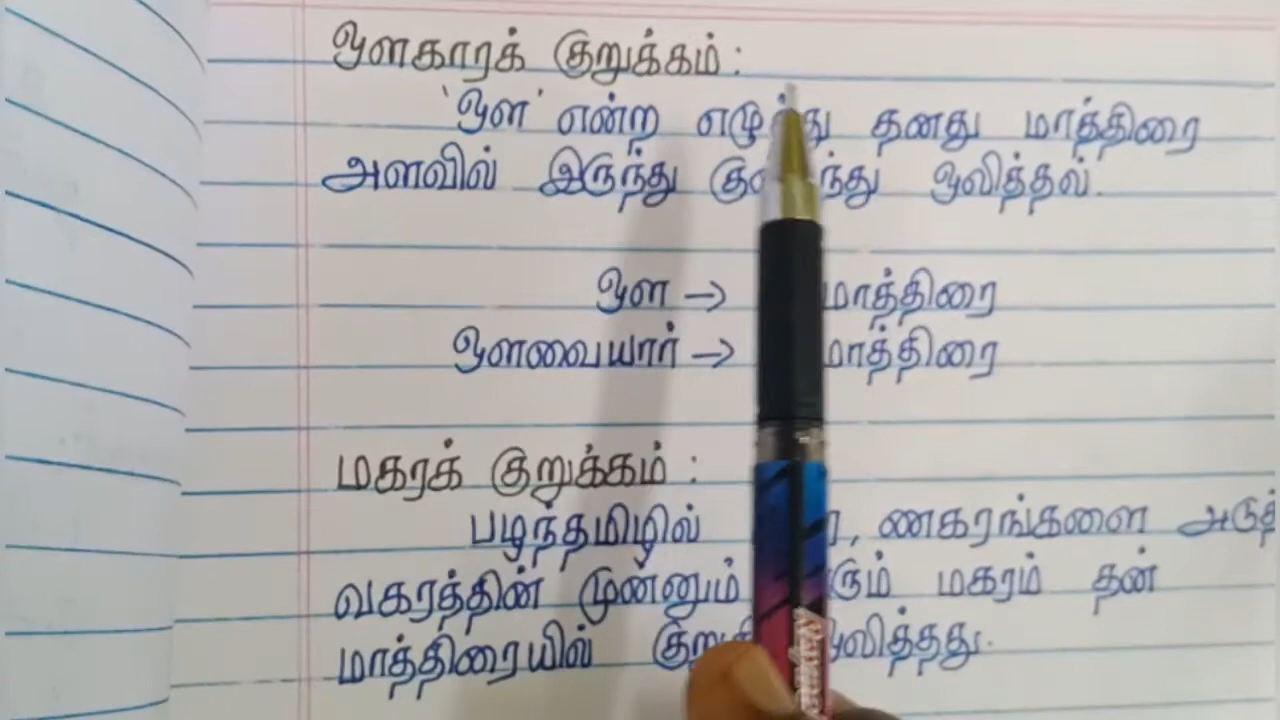 ஔகாரக் குறுக்கம் :
'ஔ' என்ற எழுத்து தனது மாத்திரை
அளவில் இருந்து ஒலித்தல்.
ஔ → மாத்திரை
ஔவையார் → மாத்திரை
மகரக் குறுக்கம் :
பழந்தமிழில் ணகரங்களை
வகரத்தின் முன்னும் மகரம் தன்
மாத்திரையில் ஒலித்தது.